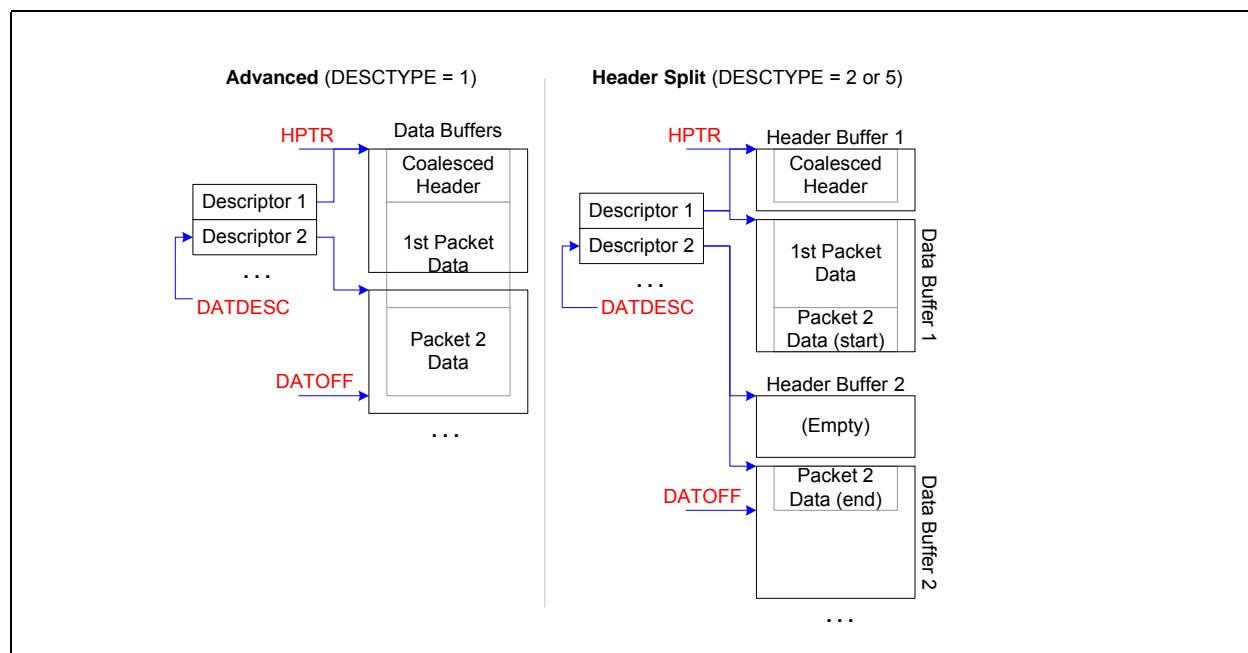 Advanced (DESCTYPE = 1)
HPTR
Data Buffers
Coalesced
Header
Descriptor 1
Descriptor 2
1st Packet
Data
. . .
DATDESC
Packet 2
Data
DATOFF
. . .
Header Split (DESCTYPE = 2 or 5)
HPTR
Header Buffer 1
Coalesced
Header
Descriptor 1
Descriptor 2
1st Packet
Data
Data Buffer 1
. . .
DATDESC
Packet 2
Data (start)
Header Buffer 2
(Empty)
Packet 2
Data (end)
DATOFF
Data Buffer 2
. . .